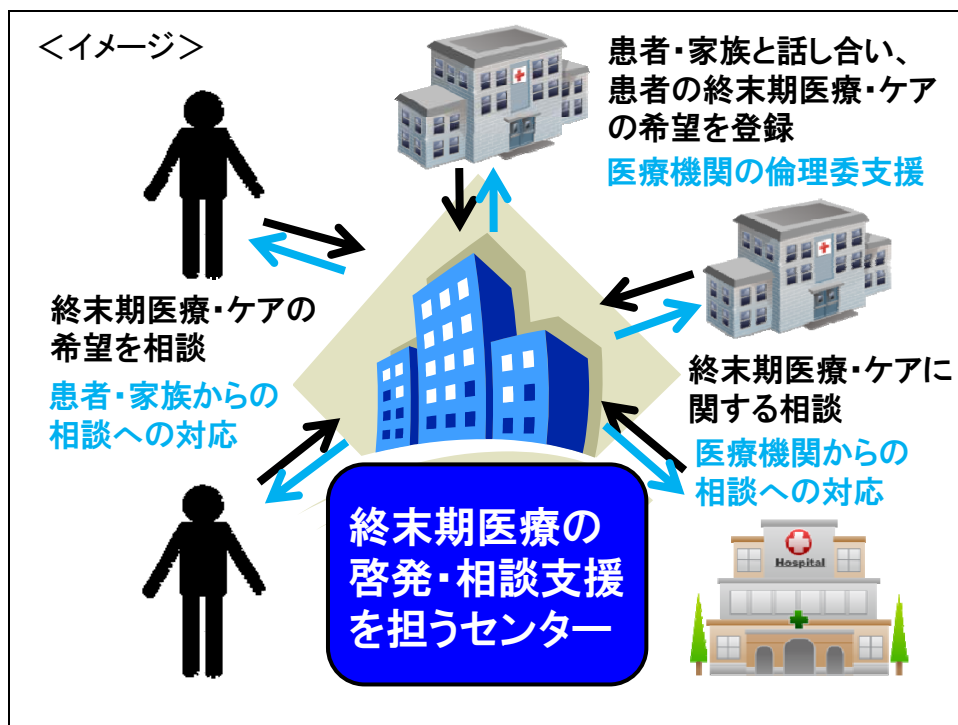 ＜イメージ＞
患者・家族と話し合い、
患者の終末期医療・ケア
の希望を登録
医療機関の倫理委支援
終末期医療・ケアの
希望を相談
患者・家族からの
相談への対応
終末期医療・ケアに
関する相談
医療機関からの
相談への対応
終末期医療の
啓発・相談支援
を担うセンター
Hospital